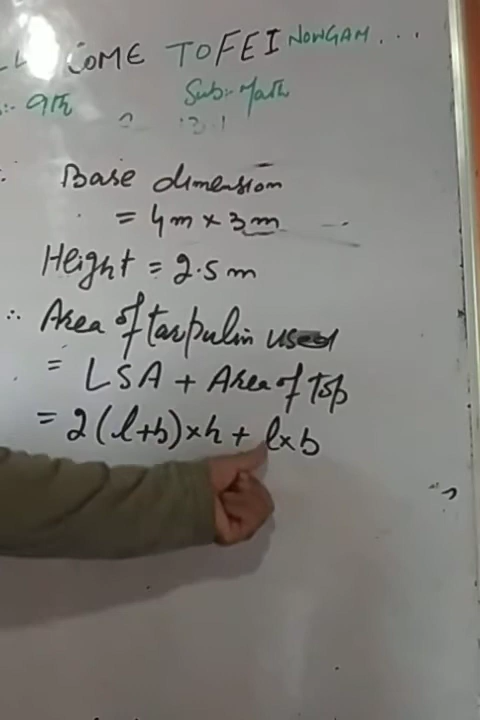 COME TO FEI NOWGAM...
:- 9th Sub:- Math
Base dimension
= 4m × 3m
Height = 2.5m
∴ Area of tarpulin used
= LSA + Area of Top
= 2(l+b)×h + l×b